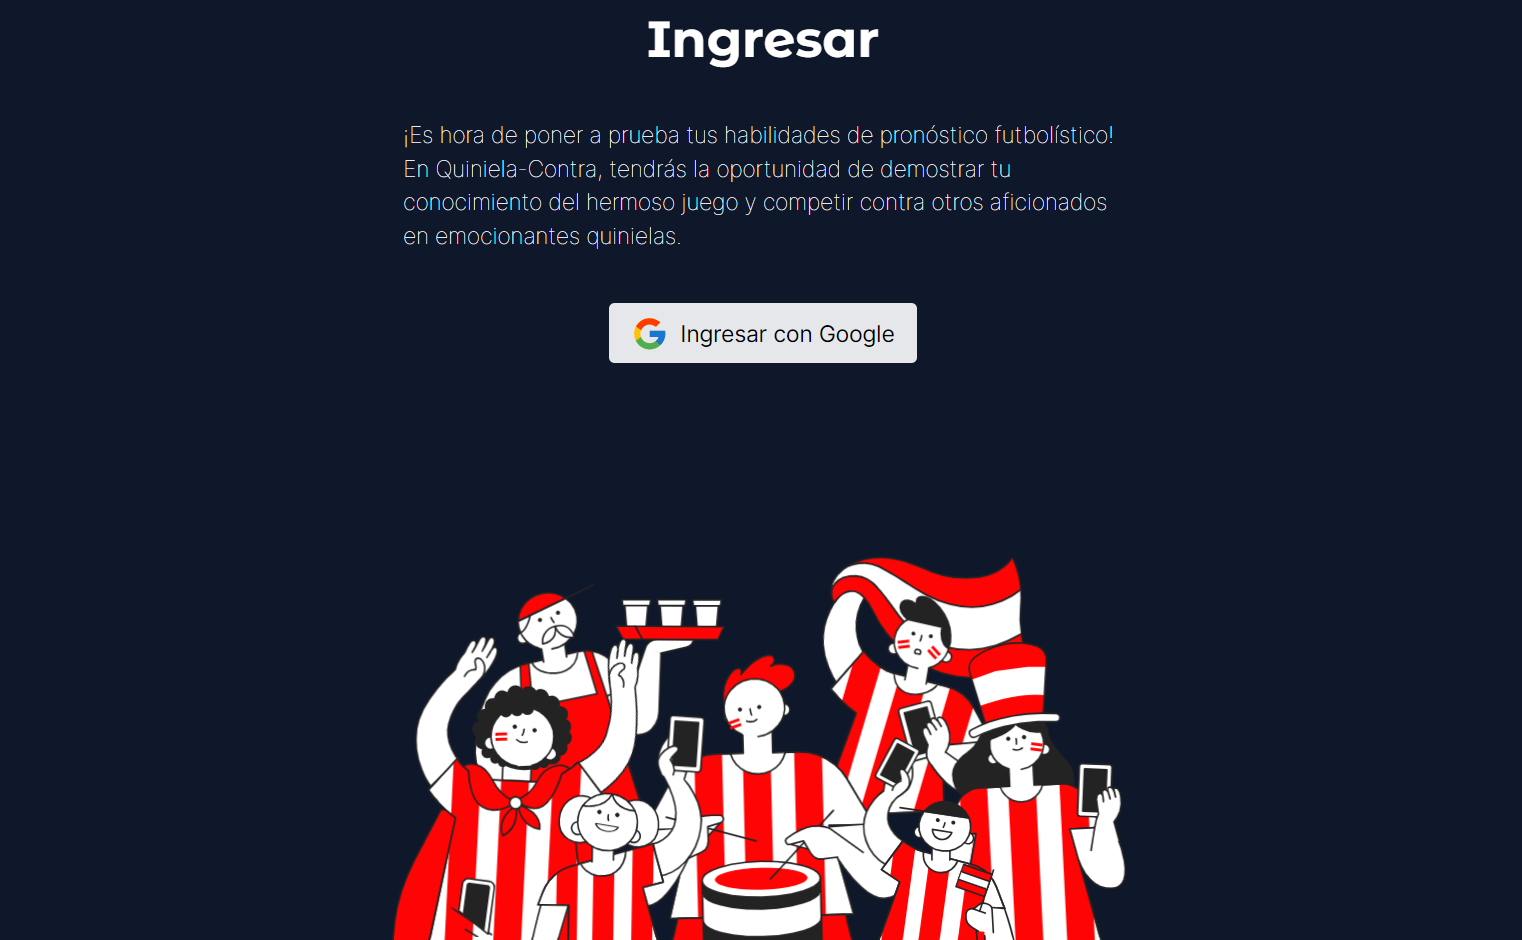 Ingresar
¡Es hora de poner a prueba tus habilidades de pronóstico futbolístico!
En Quiniela-Contra, tendrás la oportunidad de demostrar tu
conocimiento del hermoso juego y competir contra otros aficionados
en emocionantes quinielas.
Ingresar con Google